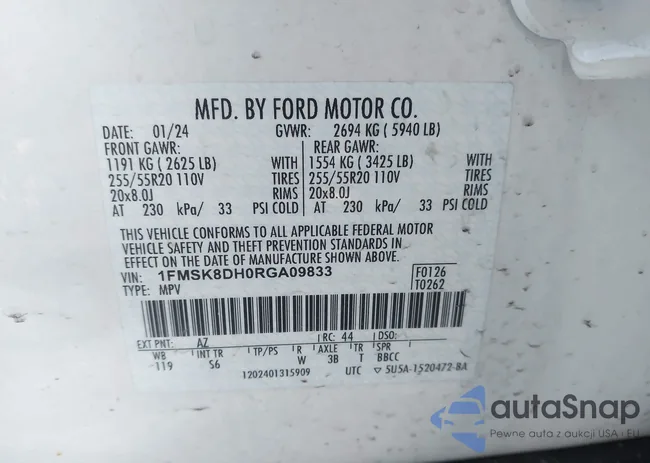 MFD. BY FORD MOTOR CO.
DATE: 01/24 GVWR: 2694 KG ( 5940 LB)
FRONT GAWR: REAR GAWR:
1191 KG ( 2625 LB) WITH 1554 KG ( 3425 LB) WITH
255/55R20 110V TIRES 255/55R20 110V TIRES
20x8.0J RIMS 20x8.0J RIMS
AT 230 kPa/ 33 PSI COLD AT 230 kPa/ 33 PSI COLD
THIS VEHICLE CONFORMS TO ALL APPLICABLE FEDERAL MOTOR
VEHICLE SAFETY AND THEFT PREVENTION STANDARDS IN
EFFECT ON THE DATE OF MANUFACTURE SHOWN ABOVE.
VIN: 1FMSK8DH0RGA09833 F0126
TYPE: MPV T0262
EXT PNT: AZ RC: 44 DSO:
WB INT TR TP/PS R AXLE TR SPR
119 S6 W 3B T BBCC
1202401315909 UTC 5U5A-1520472-BA
autaSnap
Pewne auta z aukcji USA i EU